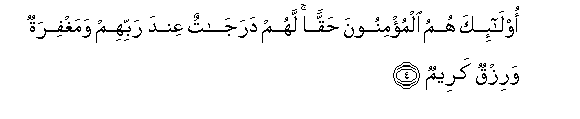 أُو۟لَـٰٓئِكَ هُمُ ٱلْمُؤْمِنُونَ حَقًّا ۚ لَّهُمْ دَرَجَـٰتٌ عِندَ رَبِّهِمْ وَمَغْفِرَةٌ
وَرِزْقٌ كَرِيمٌ ٤